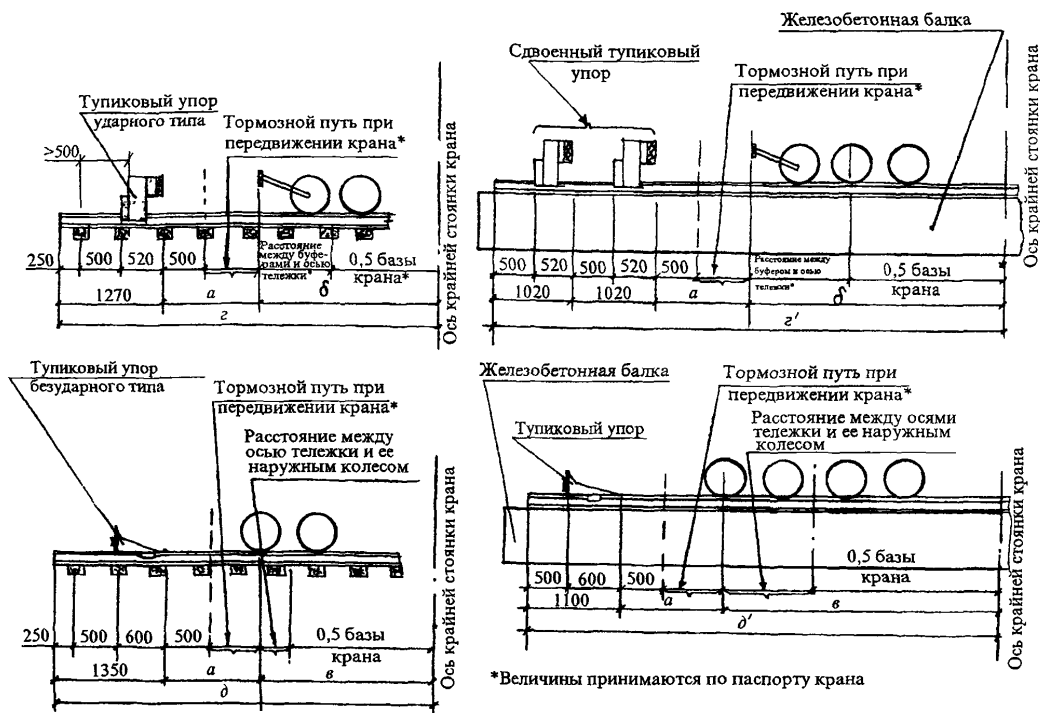 Тупиковый упор
ударного типа
Тормозной путь при
передвижении крана*
>500
250
500
520
500
Расстояние
между буфе-
рами и осью
тележки*
0,5 базы
крана*
1270
а
б
г
Ось крайней стоянки крана
Железобетонная балка
Сдвоенный тупиковый
упор
Тормозной путь при
передвижении крана*
500
520
500
520
500
Расстояние между
буфером и осью
тележки*
0,5 базы
крана
1020
1020
а
б
г'
Ось крайней стоянки крана
Тупиковый упор
безударного типа
Тормозной путь при
передвижении крана*
Расстояние между
осью тележки и ее
наружным колесом
250
500
600
500
0,5 базы
крана
1350
а
в
д
Ось крайней стоянки крана
Железобетонная балка
Тормозной путь при
передвижении крана*
Расстояние между осями
тележки и ее наружным
колесом
Тупиковый упор
500
600
500
0,5 базы
крана
1100
а
в
д'
Ось крайней стоянки крана
*Величины принимаются по паспорту крана